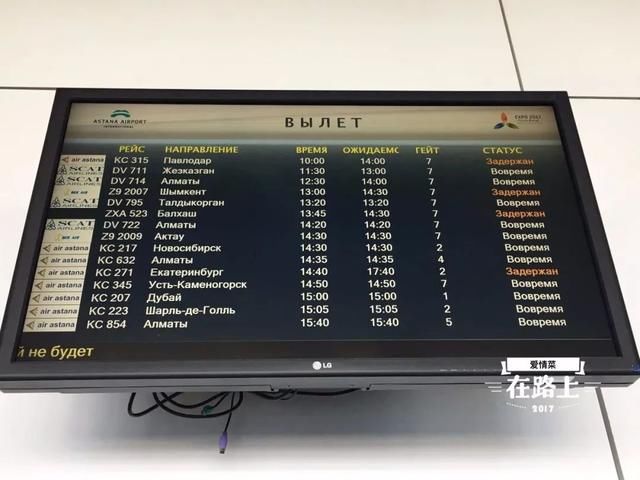 ASTANA AIRPORT
INTERNATIONAL
ВЫЛЕТ
EXPO 2017
РЕЙС НАПРАВЛЕНИЕ ВРЕМЯ ОЖИДАЕМС ГЕЙТ СТАТУС
air astana KC 315 Павлодар 10:00 14:00 7 Задержан
SCAT AIRLINES DV 711 Жезказган 11:30 13:00 7 Вовремя
SCAT AIRLINES DV 714 Алматы 12:30 14:00 7 Вовремя
BEK AIR Z9 2007 Шымкент 13:00 14:30 7 Задержан
SCAT AIRLINES DV 795 Талдыкорган 13:20 13:20 7 Вовремя
ZXA 523 Балхаш 13:45 14:30 7 Задержан
SCAT AIRLINES DV 722 Алматы 14:20 14:20 7 Вовремя
BEK AIR Z9 2009 Актау 14:30 14:30 7 Вовремя
air astana KC 217 Новосибирск 14:30 14:30 2 Вовремя
air astana KC 632 Алматы 14:35 14:35 4 Вовремя
air astana KC 271 Екатеринбург 14:40 17:40 2 Задержан
air astana KC 345 Усть-Каменогорск 14:50 14:50 7 Вовремя
air astana KC 207 Дубай 15:00 15:00 1 Вовремя
air astana KC 223 Шарль-де-Голль 15:05 15:05 2 Вовремя
air astana KC 854 Алматы 15:40 15:40 5 Вовремя
й не будет
LG
爱情菜
在路上
2017